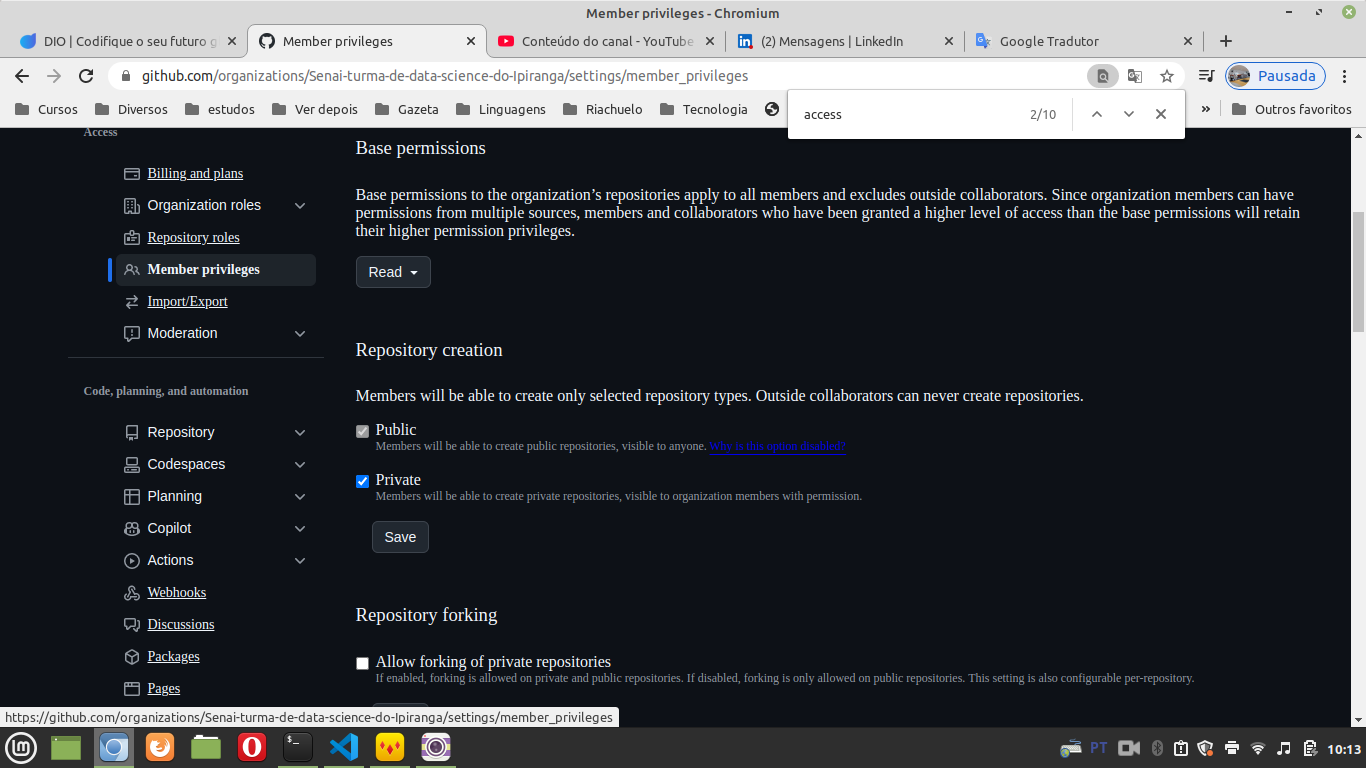 Member privileges - Chromium
DIO | Codifique o seu futuro g
Member privileges
Conteúdo do canal - YouTube
(2) Mensagens | LinkedIn
Google Tradutor
github.com/organizations/Senai-turma-de-data-science-do-Ipiranga/settings/member_privileges
Pausada
Cursos
Diversos
estudos
Ver depois
Gazeta
Linguagens
Riachuelo
Tecnologia
»
Outros favoritos
access
2/10
Access
Billing and plans
Organization roles
Repository roles
Member privileges
Import/Export
Moderation
Code, planning, and automation
Repository
Codespaces
Planning
Copilot
Actions
Webhooks
Discussions
Packages
Pages
Base permissions
Base permissions to the organization’s repositories apply to all members and excludes outside collaborators. Since organization members can have
permissions from multiple sources, members and collaborators who have been granted a higher level of access than the base permissions will retain
their higher permission privileges.
Read
Repository creation
Members will be able to create only selected repository types. Outside collaborators can never create repositories.
Public
Members will be able to create public repositories, visible to anyone. Why is this option disabled?
Private
Members will be able to create private repositories, visible to organization members with permission.
Save
Repository forking
Allow forking of private repositories
If enabled, forking is allowed on private and public repositories. If disabled, forking is only allowed on public repositories. This setting is also configurable per-repository.
https://github.com/organizations/Senai-turma-de-data-science-do-Ipiranga/settings/member_privileges
PT
10:13